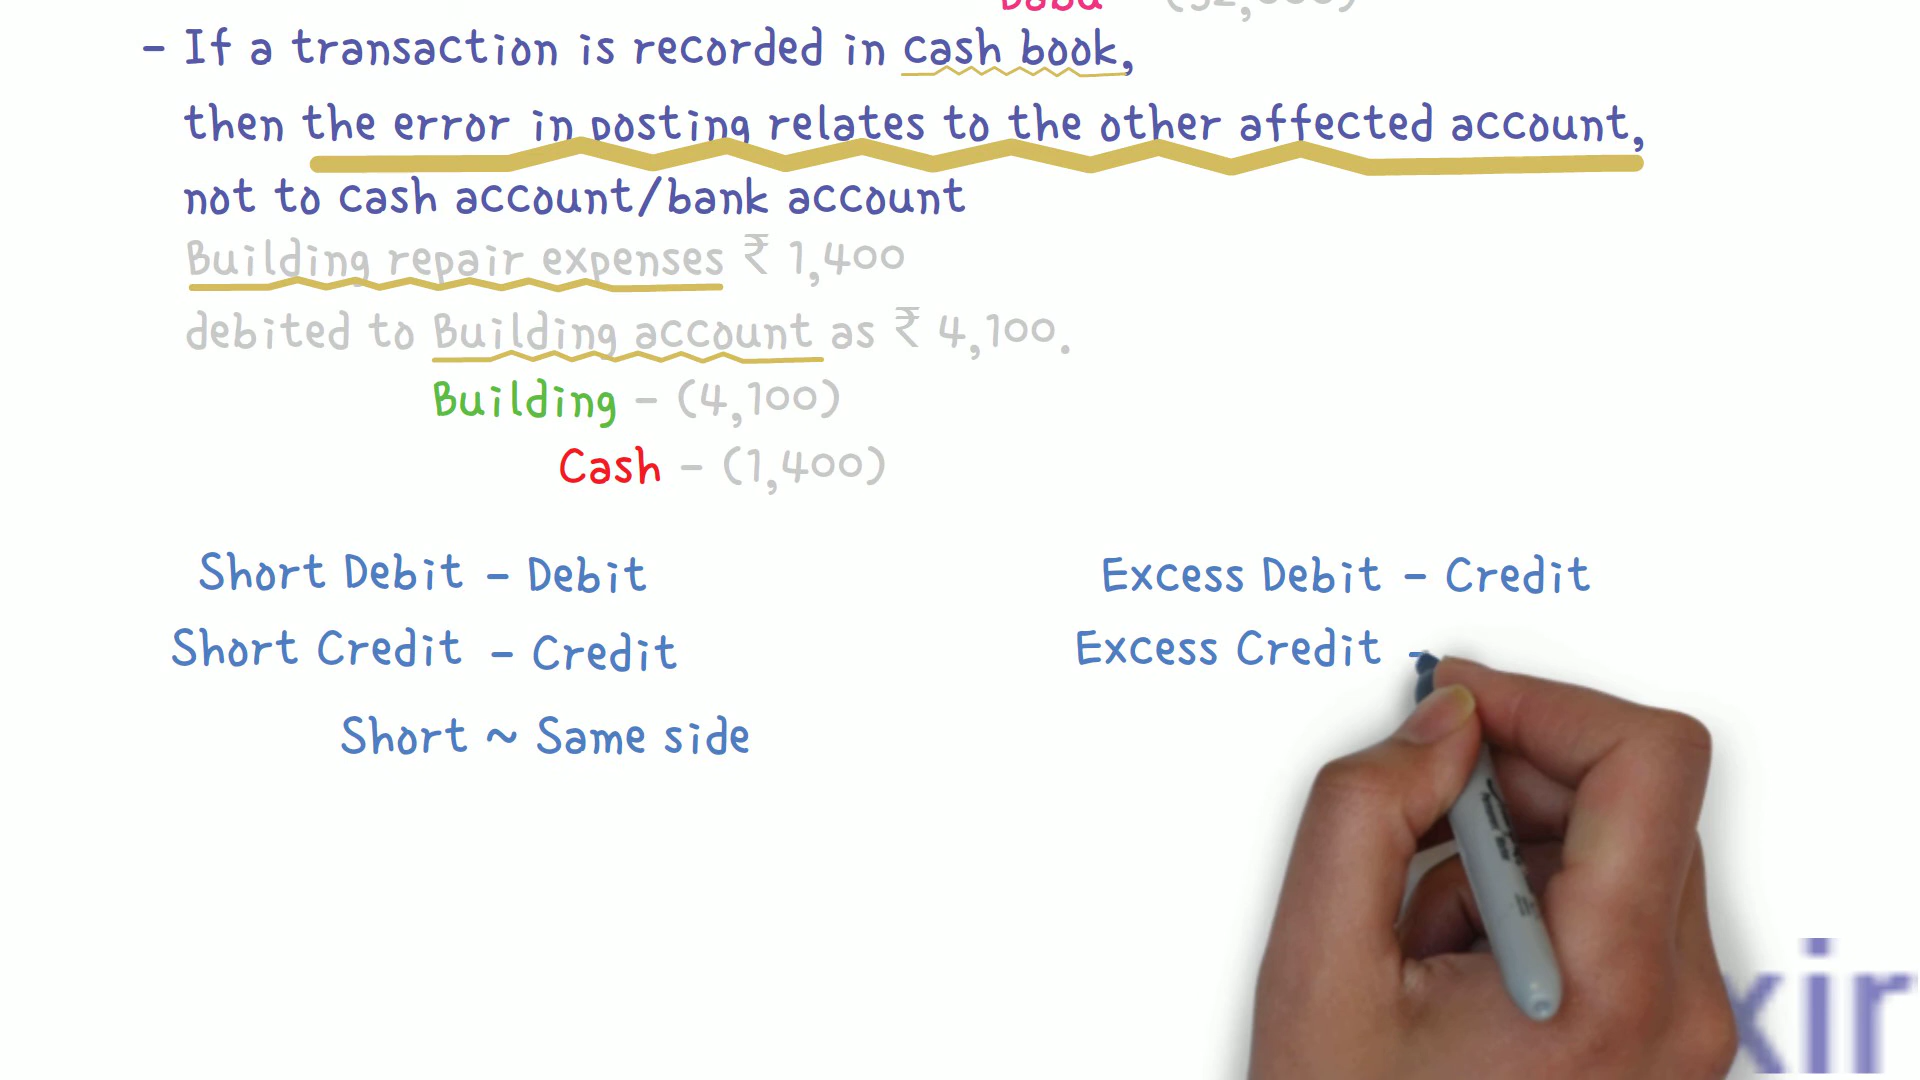 - If a transaction is recorded in cash book,
then the error in posting relates to the other affected account,
not to cash account/bank account
Building repair expenses ₹ 1,400
debited to Building account as ₹ 4,100.
Building - (4,100)
Cash - (1,400)
Short Debit - Debit
Excess Debit - Credit
Short Credit - Credit
Excess Credit -
Short ~ Same side
xir